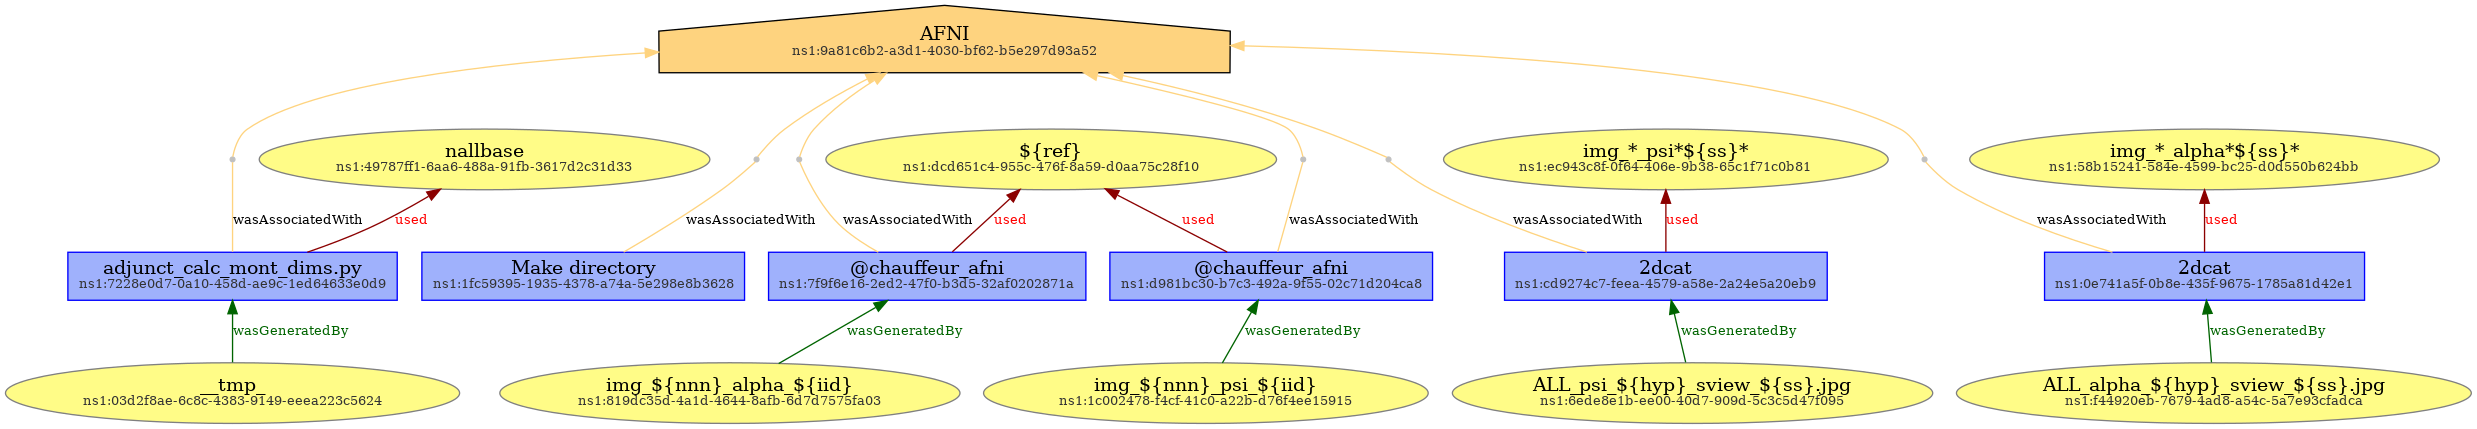 AFNI
ns1:9a81c6b2-a3d1-4030-bf62-b5e297d93a52
nallbase
ns1:49787ff1-6aa6-488a-91fb-3617d2c31d33
${ref}
ns1:dcd651c4-955c-476f-8a59-d0aa75c28f10
img_*_psi*${ss}*
ns1:ec943c8f-0f64-406e-9b38-65c1f71c0b81
img_*_alpha*${ss}*
ns1:58b15241-584e-4599-bc25-d0d550b624bb
wasAssociatedWith
used
wasAssociatedWith
wasAssociatedWith
used
used
wasAssociatedWith
wasAssociatedWith
used
wasAssociatedWith
used
adjunct_calc_mont_dims.py
ns1:7228e0d7-0a10-458d-ae9c-1ed64633e0d9
Make directory
ns1:1fc59395-1935-4378-a74a-5e298e8b3628
@chauffeur_afni
ns1:7f9f6e16-2ed2-47f0-b3d5-32af0202871a
@chauffeur_afni
ns1:d981bc30-b7c3-492a-9f55-02c71d204ca8
2dcat
ns1:cd9274c7-feea-4579-a58e-2a24e5a20eb9
2dcat
ns1:0e741a5f-0b8e-435f-9675-1785a81d42e1
wasGeneratedBy
wasGeneratedBy
wasGeneratedBy
wasGeneratedBy
wasGeneratedBy
__tmp_
ns1:03d2f8ae-6c8c-4383-9149-eeea223c5624
img_${nnn}_alpha_${iid}
ns1:819dc35d-4a1d-4644-8afb-6d7d7575fa03
img_${nnn}_psi_${iid}
ns1:1c002478-f4cf-41c0-a22b-d76f4ee15915
ALL_psi_${hyp}_sview_${ss}.jpg
ns1:6ede8e1b-ee00-40d7-909d-5c3c5d47f095
ALL_alpha_${hyp}_sview_${ss}.jpg
ns1:f44920eb-7679-4ad8-a54c-5a7e93cfadca